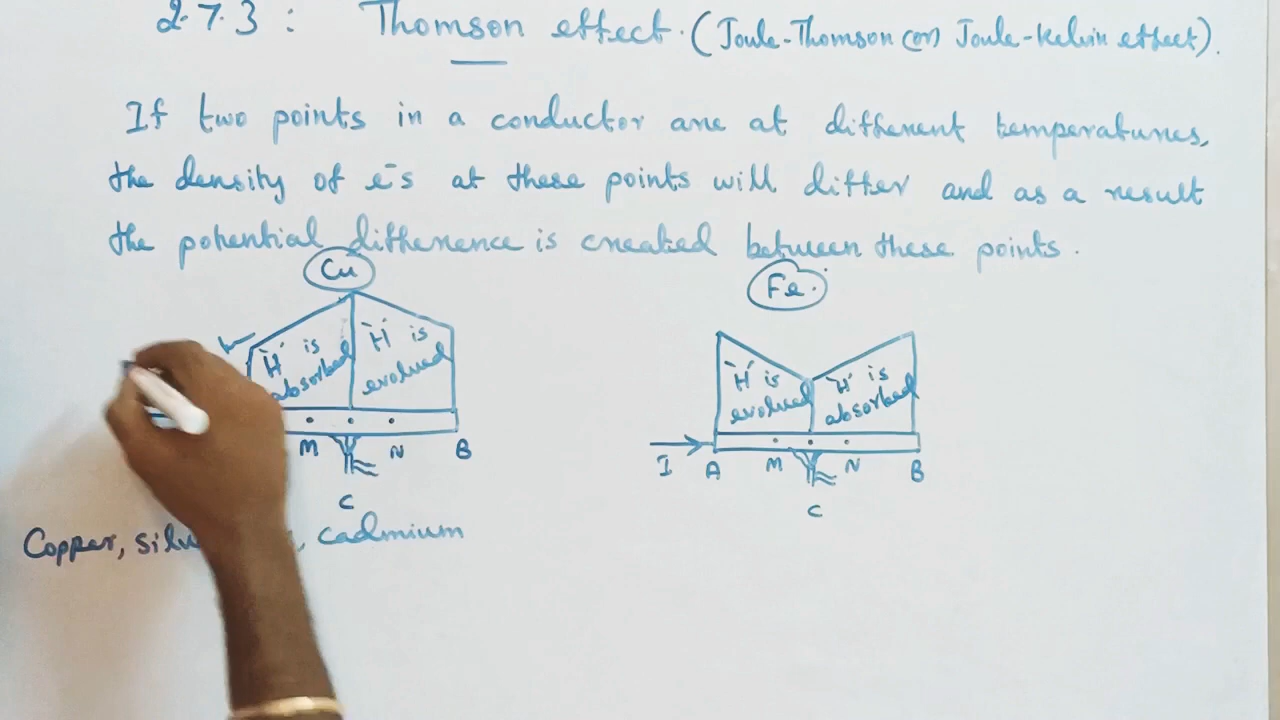 2.7.3 : Thomson effect. (Joule-Thomson (or) Joule-Kelvin effect).
If two points in a conductor are at different temperatures,
the density of e⁻s at these points will differ and as a result
the potential difference is created between these points.
Cu
Fe.
'H' is absorbed
'H' is evolved
'H' is evolved
'H' is absorbed
M N B
C
I A M N B
C
Copper, cadmium